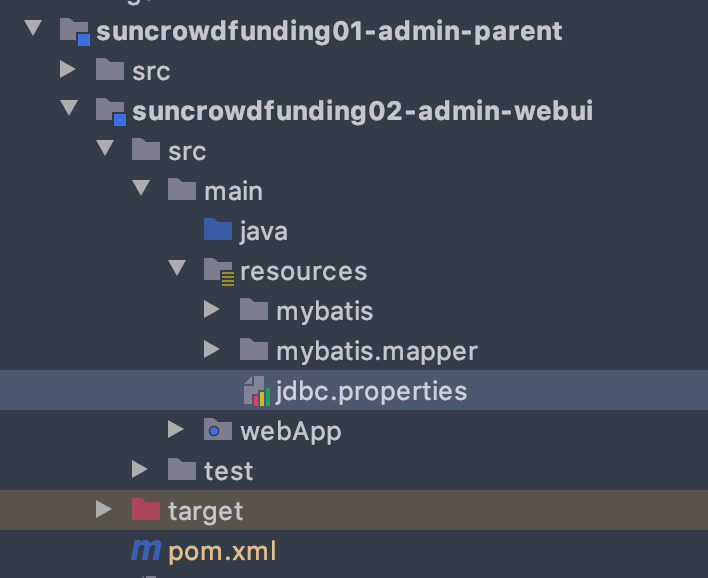 suncrowdfunding01-admin-parent
src
suncrowdfunding02-admin-webui
src
main
java
resources
mybatis
mybatis.mapper
jdbc.properties
webApp
test
target
m pom.xml